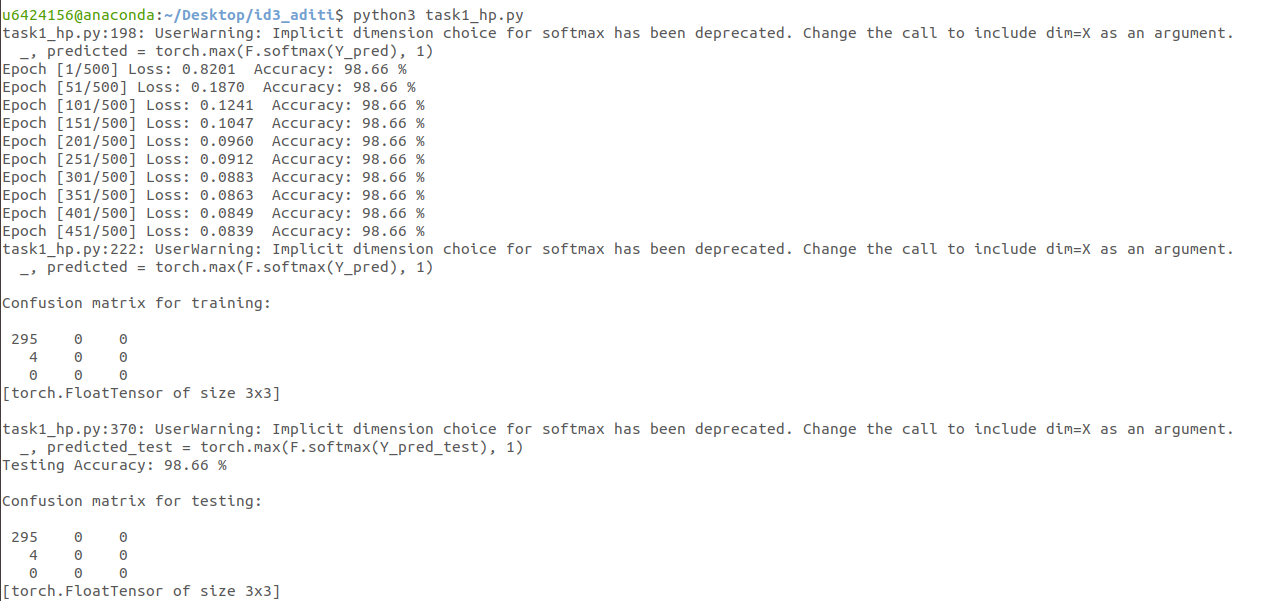 u6424156@anaconda:~/Desktop/id3_aditi$ python3 task1_hp.py
task1_hp.py:198: UserWarning: Implicit dimension choice for softmax has been deprecated. Change the call to include dim=X as an argument.
  _, predicted = torch.max(F.softmax(Y_pred), 1)
Epoch [1/500] Loss: 0.8201  Accuracy: 98.66 %
Epoch [51/500] Loss: 0.1870  Accuracy: 98.66 %
Epoch [101/500] Loss: 0.1241  Accuracy: 98.66 %
Epoch [151/500] Loss: 0.1047  Accuracy: 98.66 %
Epoch [201/500] Loss: 0.0960  Accuracy: 98.66 %
Epoch [251/500] Loss: 0.0912  Accuracy: 98.66 %
Epoch [301/500] Loss: 0.0883  Accuracy: 98.66 %
Epoch [351/500] Loss: 0.0863  Accuracy: 98.66 %
Epoch [401/500] Loss: 0.0849  Accuracy: 98.66 %
Epoch [451/500] Loss: 0.0839  Accuracy: 98.66 %
task1_hp.py:222: UserWarning: Implicit dimension choice for softmax has been deprecated. Change the call to include dim=X as an argument.
  _, predicted = torch.max(F.softmax(Y_pred), 1)
Confusion matrix for training:
 295    0    0
   4    0    0
   0    0    0
[torch.FloatTensor of size 3x3]
task1_hp.py:370: UserWarning: Implicit dimension choice for softmax has been deprecated. Change the call to include dim=X as an argument.
  _, predicted_test = torch.max(F.softmax(Y_pred_test), 1)
Testing Accuracy: 98.66 %
Confusion matrix for testing:
 295    0    0
   4    0    0
   0    0    0
[torch.FloatTensor of size 3x3]